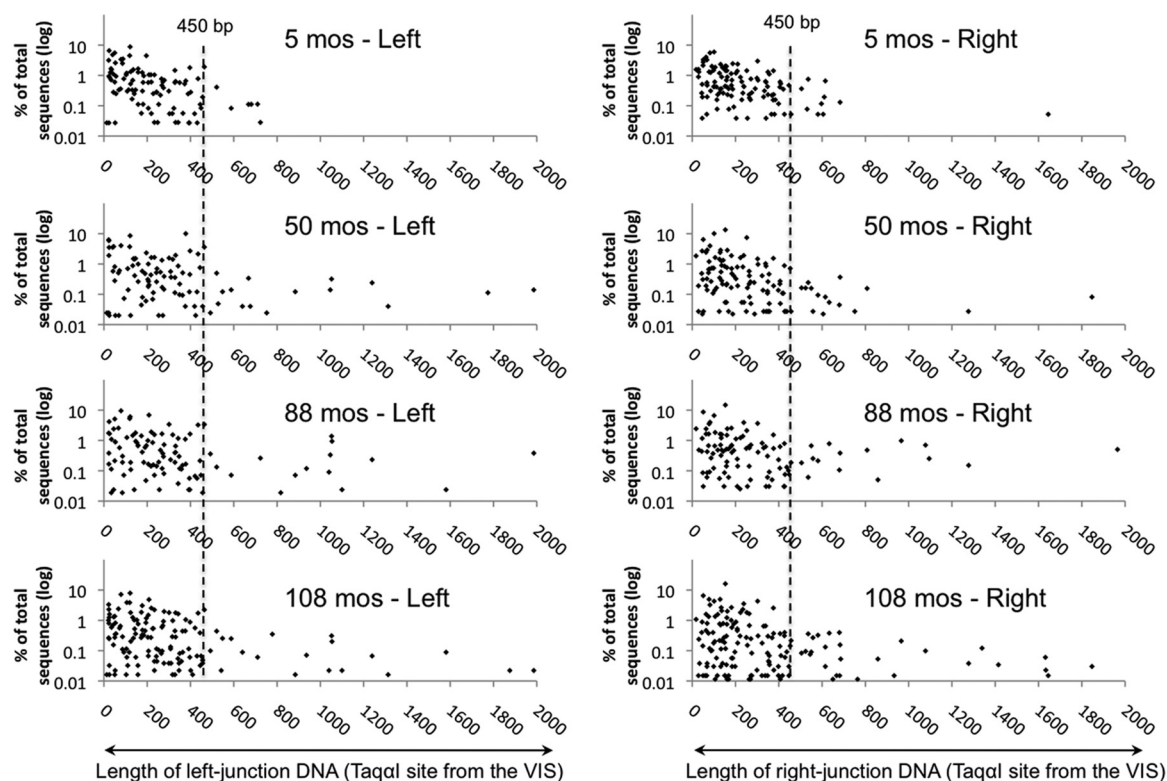 450 bp
5 mos - Left
% of total
sequences (log)
10
1
0.1
0.01
0 200 400 600 800 1000 1200 1400 1600 1800 2000
450 bp
5 mos - Right
% of total
sequences (log)
10
1
0.1
0.01
0 200 400 600 800 1000 1200 1400 1600 1800 2000
50 mos - Left
% of total
sequences (log)
10
1
0.1
0.01
0 200 400 600 800 1000 1200 1400 1600 1800 2000
50 mos - Right
% of total
sequences (log)
10
1
0.1
0.01
0 200 400 600 800 1000 1200 1400 1600 1800 2000
88 mos - Left
% of total
sequences (log)
10
1
0.1
0.01
0 200 400 600 800 1000 1200 1400 1600 1800 2000
88 mos - Right
% of total
sequences (log)
10
1
0.1
0.01
0 200 400 600 800 1000 1200 1400 1600 1800 2000
108 mos - Left
% of total
sequences (log)
10
1
0.1
0.01
0 200 400 600 800 1000 1200 1400 1600 1800 2000
Length of left-junction DNA (TaqαI site from the VIS)
108 mos - Right
% of total
sequences (log)
10
1
0.1
0.01
0 200 400 600 800 1000 1200 1400 1600 1800 2000
Length of right-junction DNA (TaqαI site from the VIS)